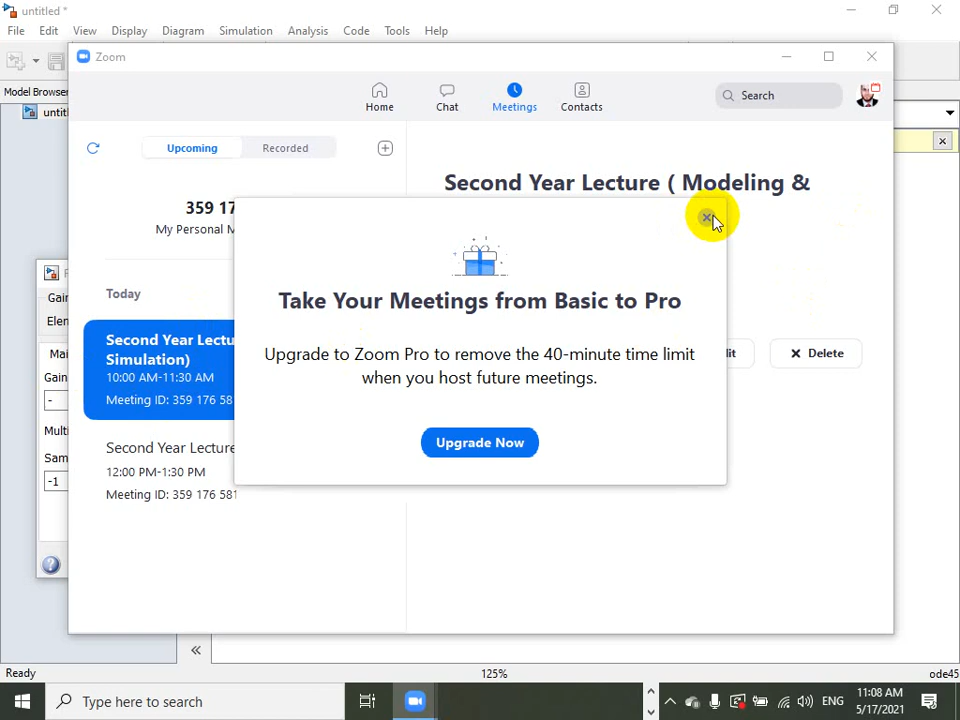 untitled *
File Edit View Display Diagram Simulation Analysis Code Tools Help
Zoom
Model Browser
Home
Chat
Meetings
Contacts
Search
Upcoming
Recorded
Second Year Lecture ( Modeling &
359 17
My Personal M
Today
Second Year Lectu
Simulation)
10:00 AM-11:30 AM
Meeting ID: 359 176 58
Second Year Lecture
12:00 PM-1:30 PM
Meeting ID: 359 176 581
Take Your Meetings from Basic to Pro
Upgrade to Zoom Pro to remove the 40-minute time limit
when you host future meetings.
Upgrade Now
Delete
Gain
Elem
Mai
Gain
-
Multi
Sam
-1
Ready
125%
ode45
Type here to search
ENG
11:08 AM
5/17/2021